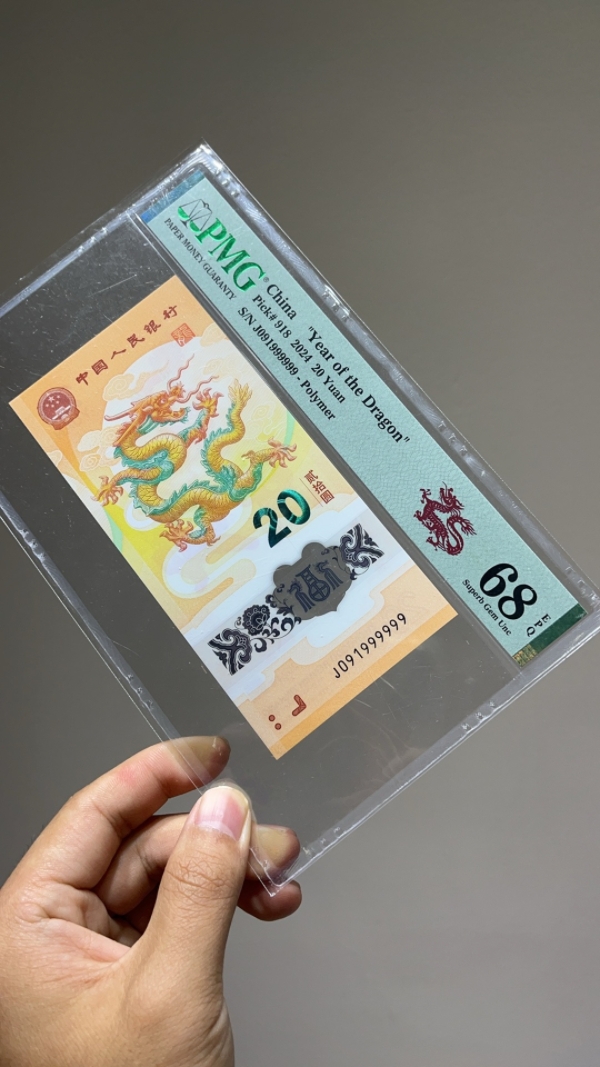 PMG
PAPER MONEY GUARANTY
China "Year of the Dragon"
Pick# 918 2024 20 Yuan
S/N J091999999 - Polymer
68
EPQ
Superb Gem Unc
中国人民银行
贰拾圆
20
福
J091999999